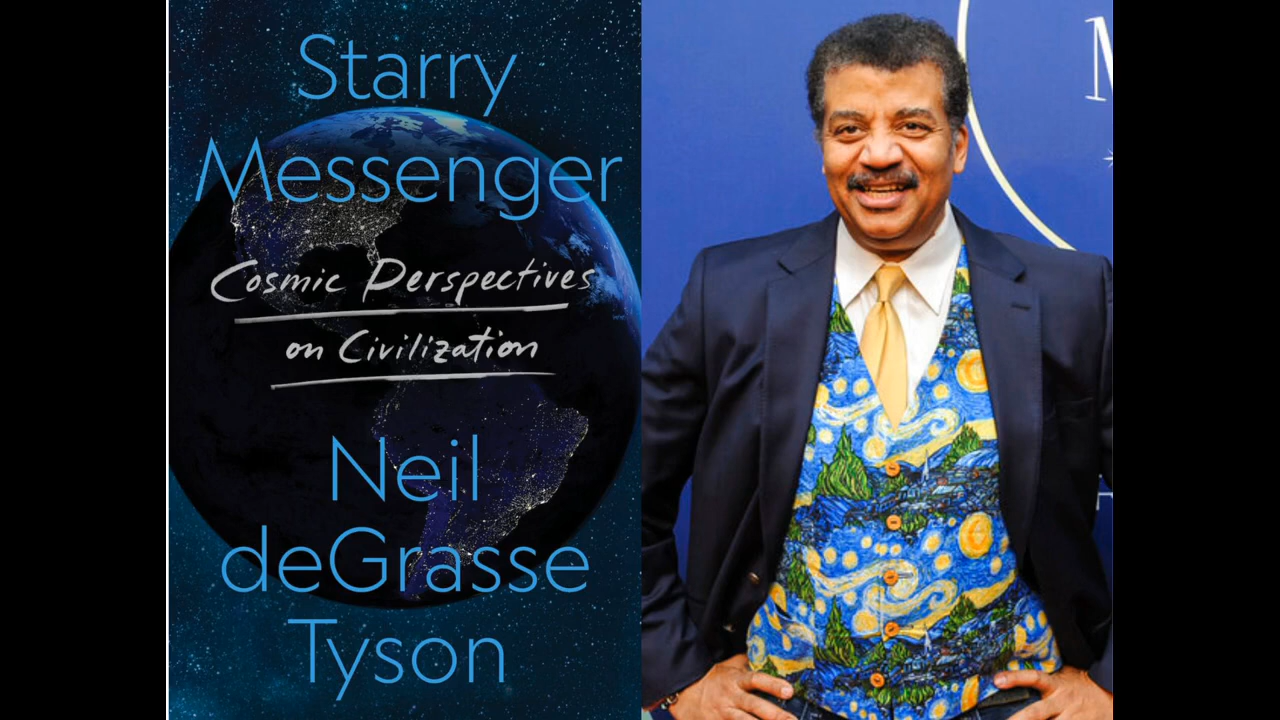 Starry
Messenger
Cosmic Perspectives
on Civilization
Neil
deGrasse
Tyson
M